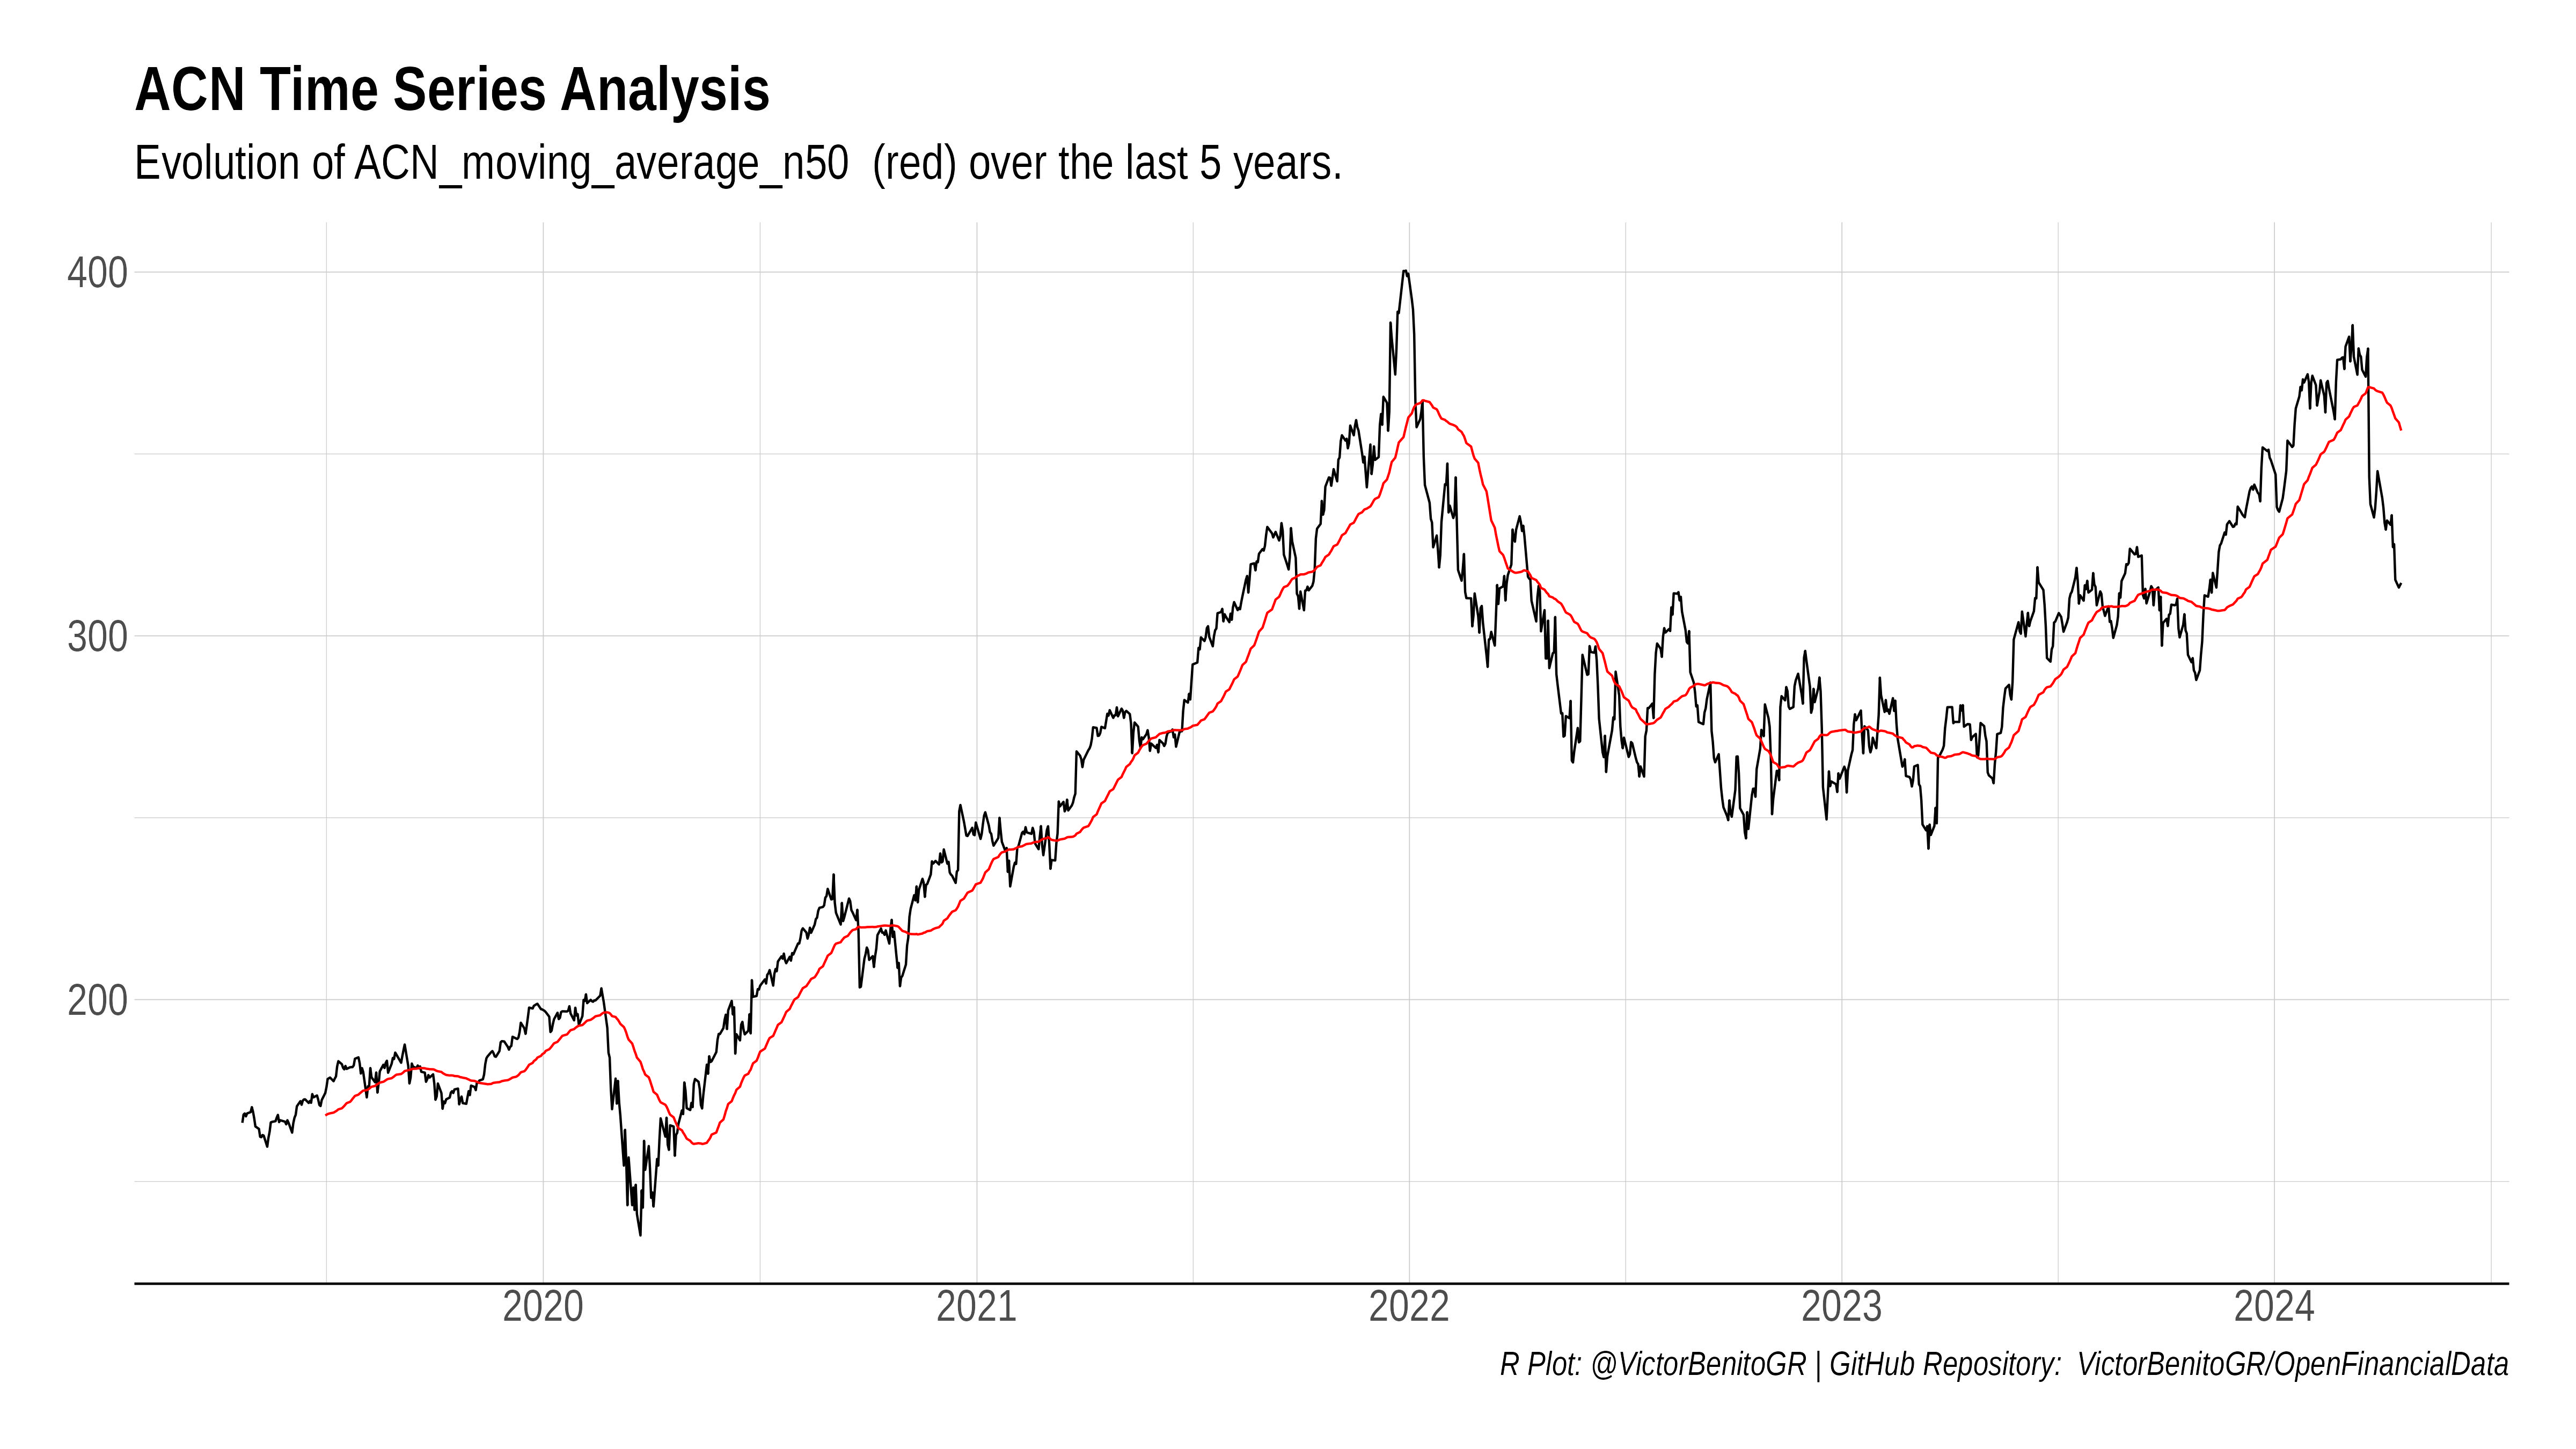 ACN Time Series Analysis
Evolution of ACN_moving_average_n50  (red) over the last 5 years.
400
300
200
2020 2021 2022 2023 2024
R Plot: @VictorBenitoGR | GitHub Repository:  VictorBenitoGR/OpenFinancialData